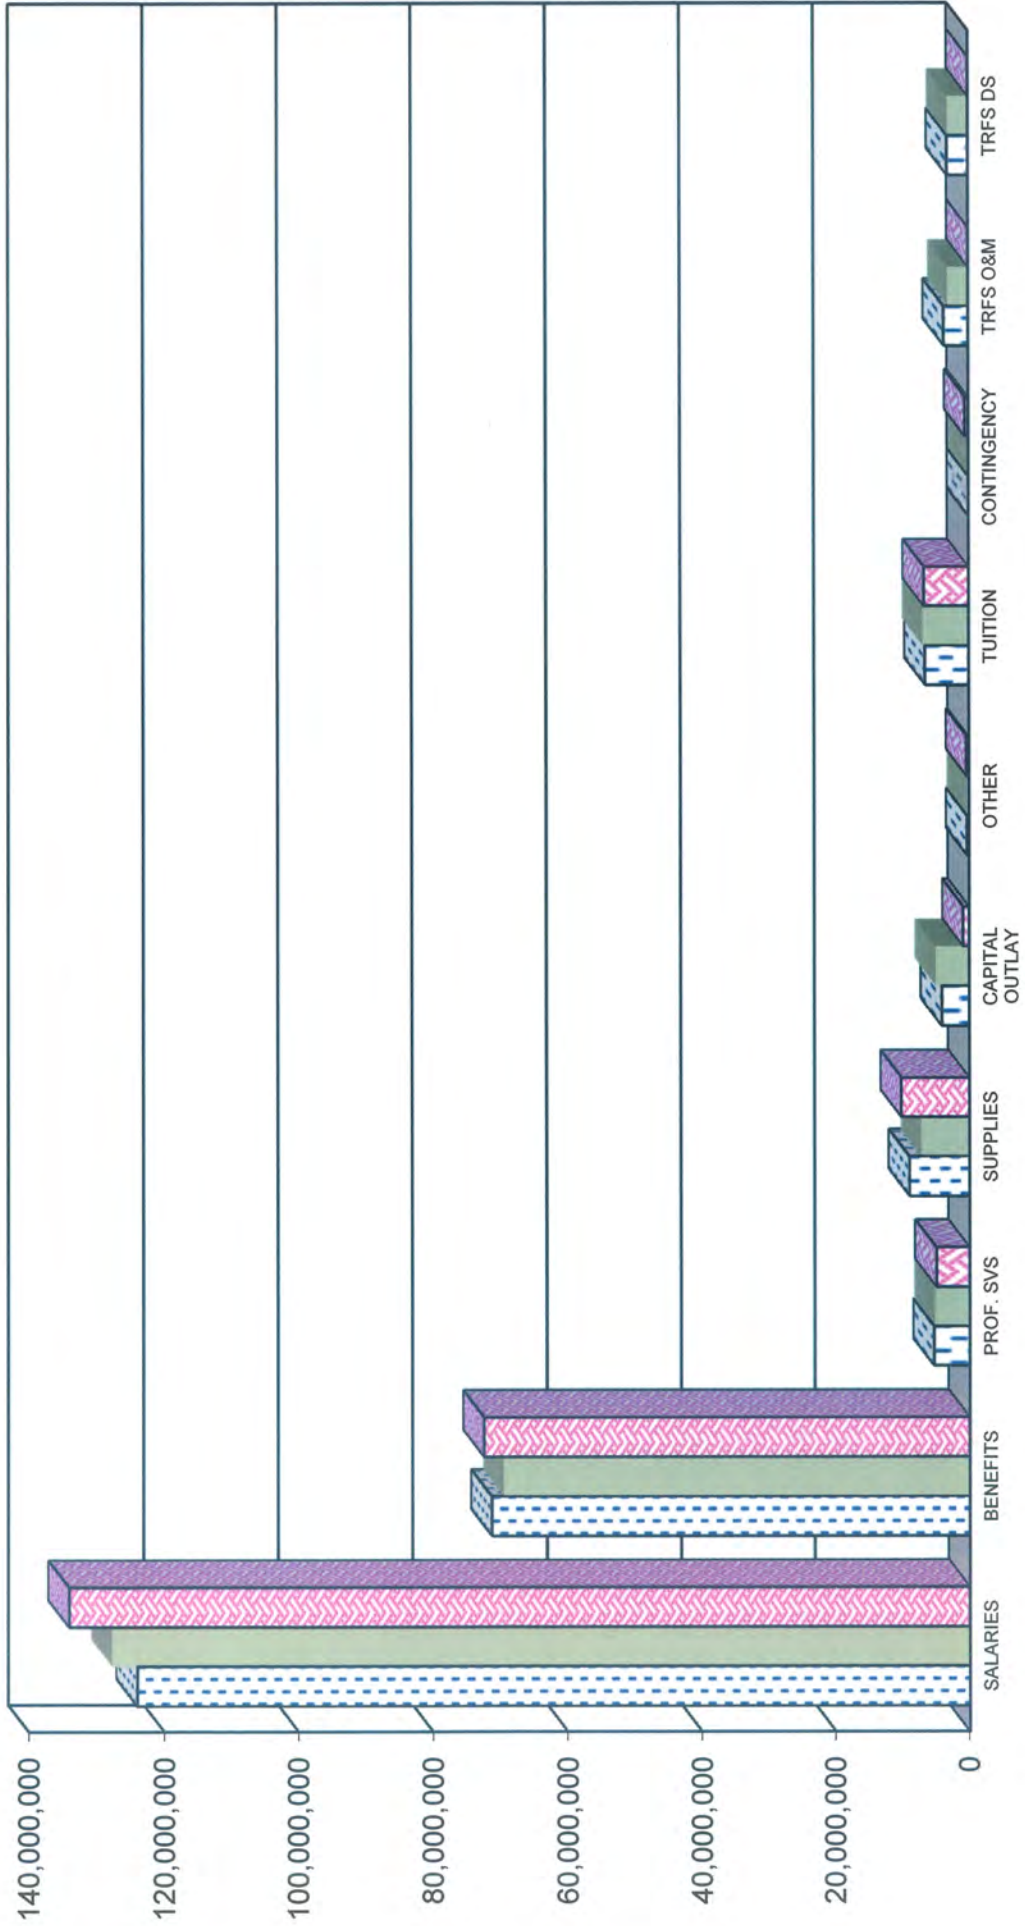 140,000,000
120,000,000
100,000,000
80,000,000
60,000,000
40,000,000
20,000,000
0
SALARIES
BENEFITS
PROF. SVS
SUPPLIES
CAPITAL
OUTLAY
OTHER
TUITION
CONTINGENCY
TRFS O&M
TRFS DS